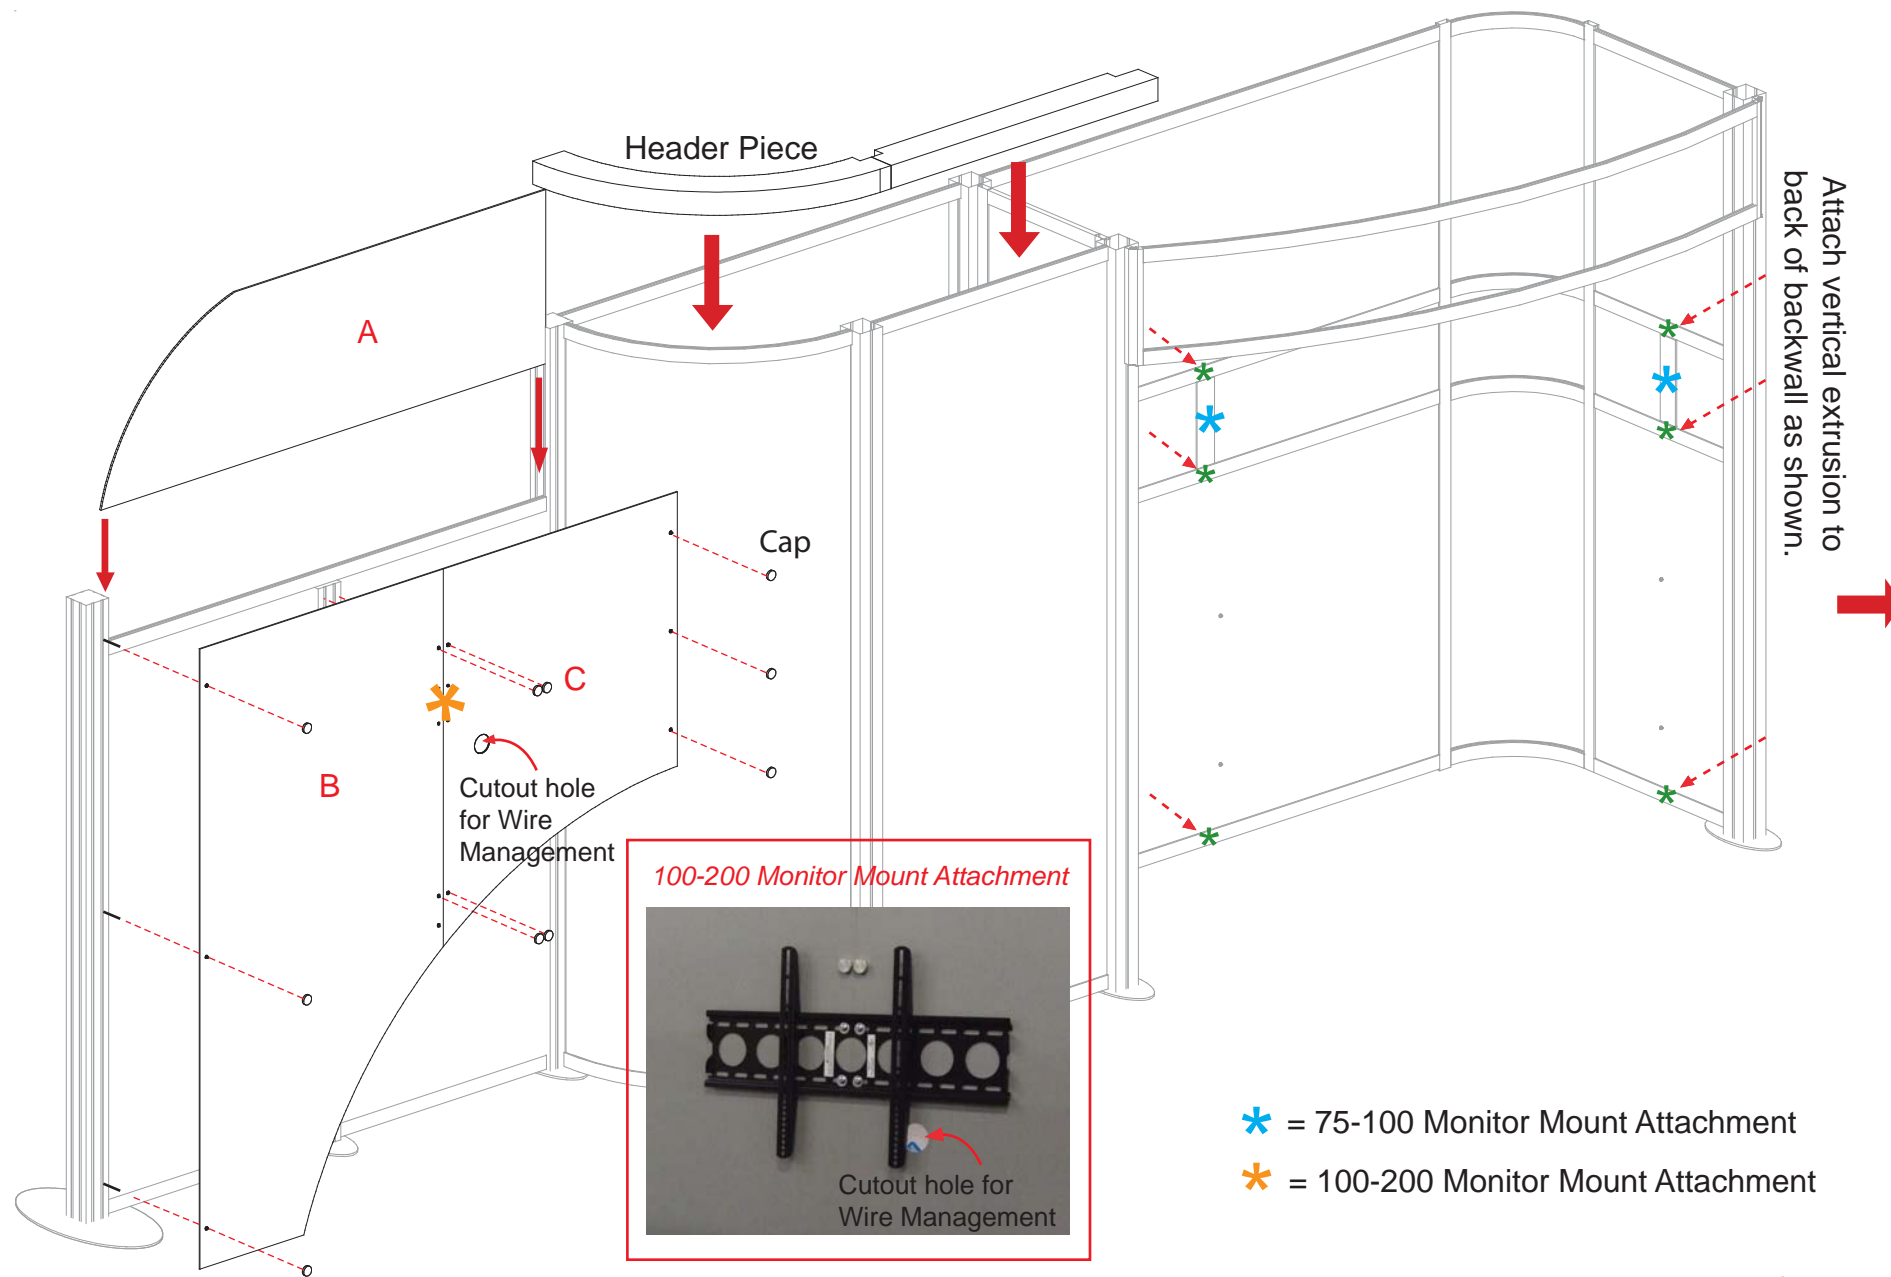 Header Piece
A
Attach vertical extrusion to
back of backwall as shown.
Cap
C
B
Cutout hole
for Wire
Management
100-200 Monitor Mount Attachment
Cutout hole for
Wire Management
* = 75-100 Monitor Mount Attachment
* = 100-200 Monitor Mount Attachment